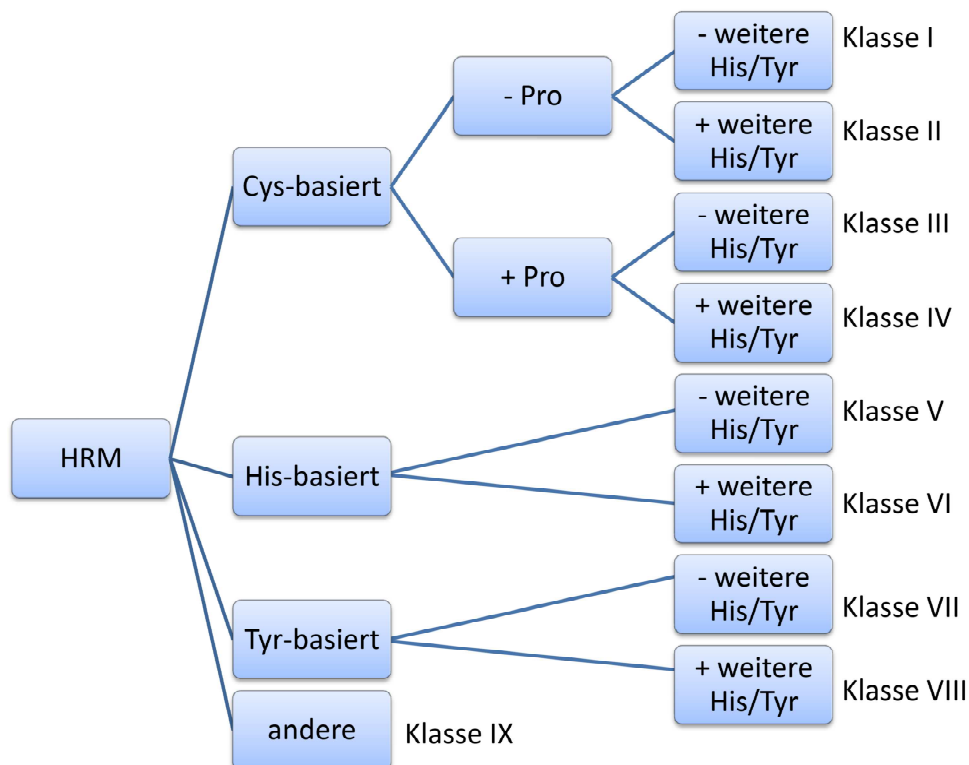 - weitere
His/Tyr
Klasse I
- Pro
+ weitere
His/Tyr
Klasse II
Cys-basiert
- weitere
His/Tyr
Klasse III
+ Pro
+ weitere
His/Tyr
Klasse IV
- weitere
His/Tyr
Klasse V
HRM
His-basiert
+ weitere
His/Tyr
Klasse VI
- weitere
His/Tyr
Klasse VII
Tyr-basiert
+ weitere
His/Tyr
Klasse VIII
andere
Klasse IX